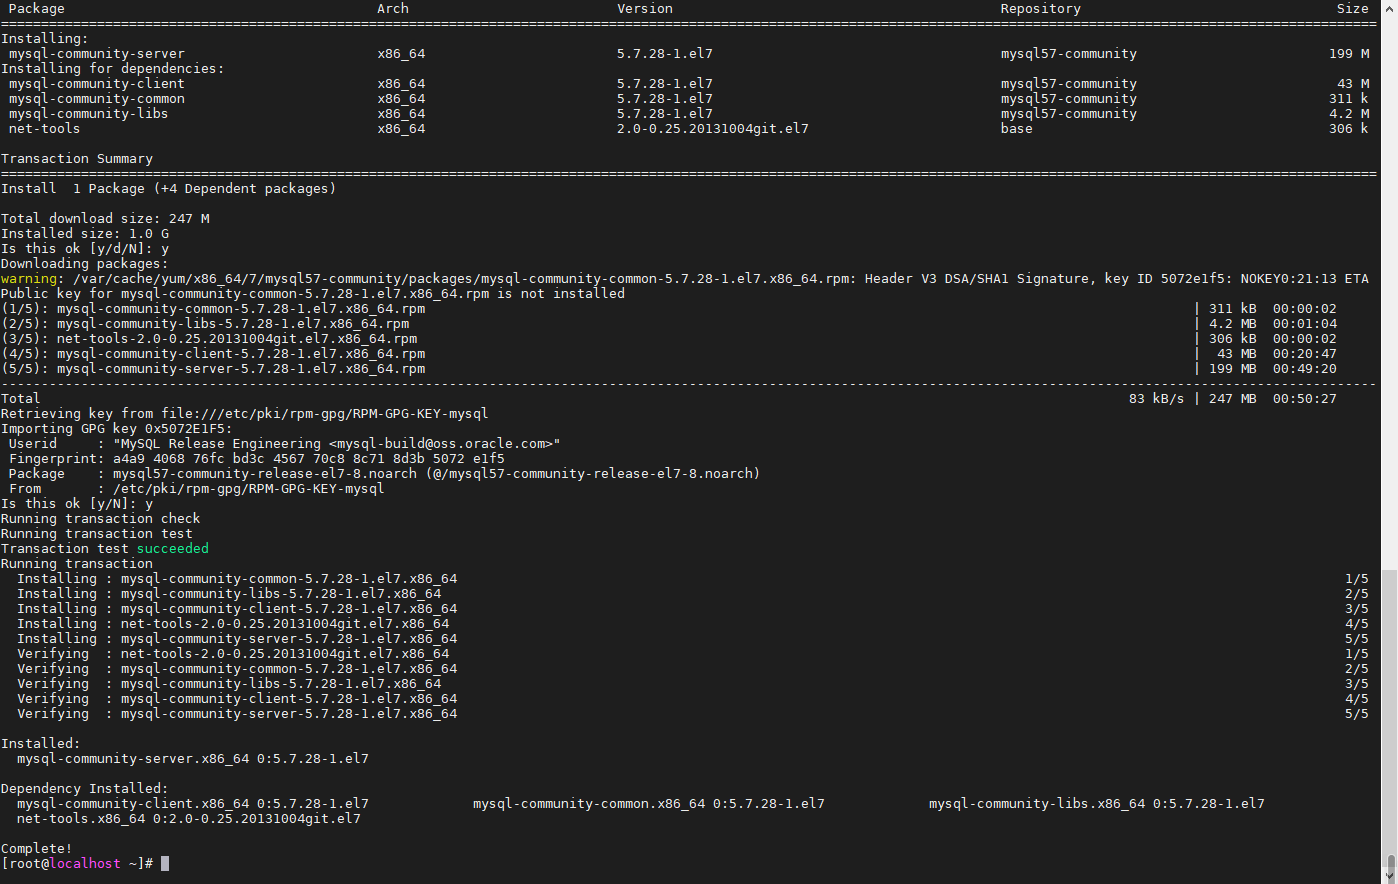 Package Arch Version Repository Size
================================================================================
Installing:
mysql-community-server x86_64 5.7.28-1.el7 mysql57-community 199 M
Installing for dependencies:
mysql-community-client x86_64 5.7.28-1.el7 mysql57-community 43 M
mysql-community-common x86_64 5.7.28-1.el7 mysql57-community 311 k
mysql-community-libs x86_64 5.7.28-1.el7 mysql57-community 4.2 M
net-tools x86_64 2.0-0.25.20131004git.el7 base 306 k
Transaction Summary
================================================================================
Install 1 Package (+4 Dependent packages)
Total download size: 247 M
Installed size: 1.0 G
Is this ok [y/d/N]: y
Downloading packages:
warning: /var/cache/yum/x86_64/7/mysql57-community/packages/mysql-community-common-5.7.28-1.el7.x86_64.rpm: Header V3 DSA/SHA1 Signature, key ID 5072e1f5: NOKEY0:21:13 ETA
Public key for mysql-community-common-5.7.28-1.el7.x86_64.rpm is not installed
(1/5): mysql-community-common-5.7.28-1.el7.x86_64.rpm | 311 kB 00:00:02
(2/5): mysql-community-libs-5.7.28-1.el7.x86_64.rpm | 4.2 MB 00:01:04
(3/5): net-tools-2.0-0.25.20131004git.el7.x86_64.rpm | 306 kB 00:00:02
(4/5): mysql-community-client-5.7.28-1.el7.x86_64.rpm | 43 MB 00:20:47
(5/5): mysql-community-server-5.7.28-1.el7.x86_64.rpm | 199 MB 00:49:20
--------------------------------------------------------------------------------
Total 83 kB/s | 247 MB 00:50:27
Retrieving key from file:///etc/pki/rpm-gpg/RPM-GPG-KEY-mysql
Importing GPG key 0x5072E1F5:
Userid : "MySQL Release Engineering <mysql-build@oss.oracle.com>"
Fingerprint: a4a9 4068 76fc bd3c 4567 70c8 8c71 8d3b 5072 e1f5
Package : mysql57-community-release-el7-8.noarch (@/mysql57-community-release-el7-8.noarch)
From : /etc/pki/rpm-gpg/RPM-GPG-KEY-mysql
Is this ok [y/N]: y
Running transaction check
Running transaction test
Transaction test succeeded
Running transaction
Installing : mysql-community-common-5.7.28-1.el7.x86_64 1/5
Installing : mysql-community-libs-5.7.28-1.el7.x86_64 2/5
Installing : mysql-community-client-5.7.28-1.el7.x86_64 3/5
Installing : net-tools-2.0-0.25.20131004git.el7.x86_64 4/5
Installing : mysql-community-server-5.7.28-1.el7.x86_64 5/5
Verifying : net-tools-2.0-0.25.20131004git.el7.x86_64 1/5
Verifying : mysql-community-common-5.7.28-1.el7.x86_64 2/5
Verifying : mysql-community-libs-5.7.28-1.el7.x86_64 3/5
Verifying : mysql-community-client-5.7.28-1.el7.x86_64 4/5
Verifying : mysql-community-server-5.7.28-1.el7.x86_64 5/5
Installed:
mysql-community-server.x86_64 0:5.7.28-1.el7
Dependency Installed:
mysql-community-client.x86_64 0:5.7.28-1.el7 mysql-community-common.x86_64 0:5.7.28-1.el7 mysql-community-libs.x86_64 0:5.7.28-1.el7
net-tools.x86_64 0:2.0-0.25.20131004git.el7
Complete!
[root@localhost ~]#